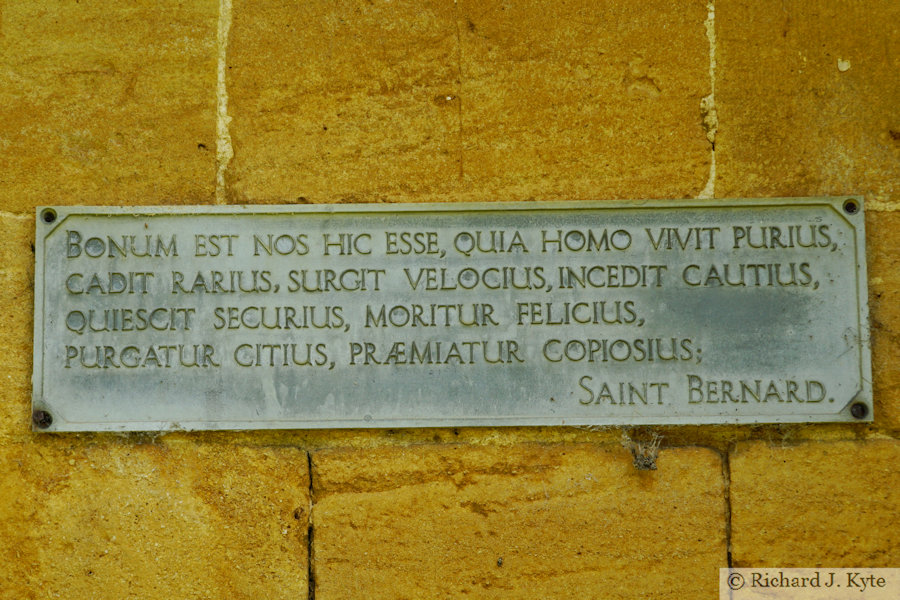 BONUM EST NOS HIC ESSE, QUIA HOMO VIVIT PURIUS,
CADIT RARIUS, SURGIT VELOCIUS, INCEDIT CAUTIUS,
QUIESCIT SECURIUS, MORITUR FELICIUS,
PURGATUR CITIUS, PRÆMIATUR COPIOSIUS;
SAINT BERNARD.
© Richard J. Kyte